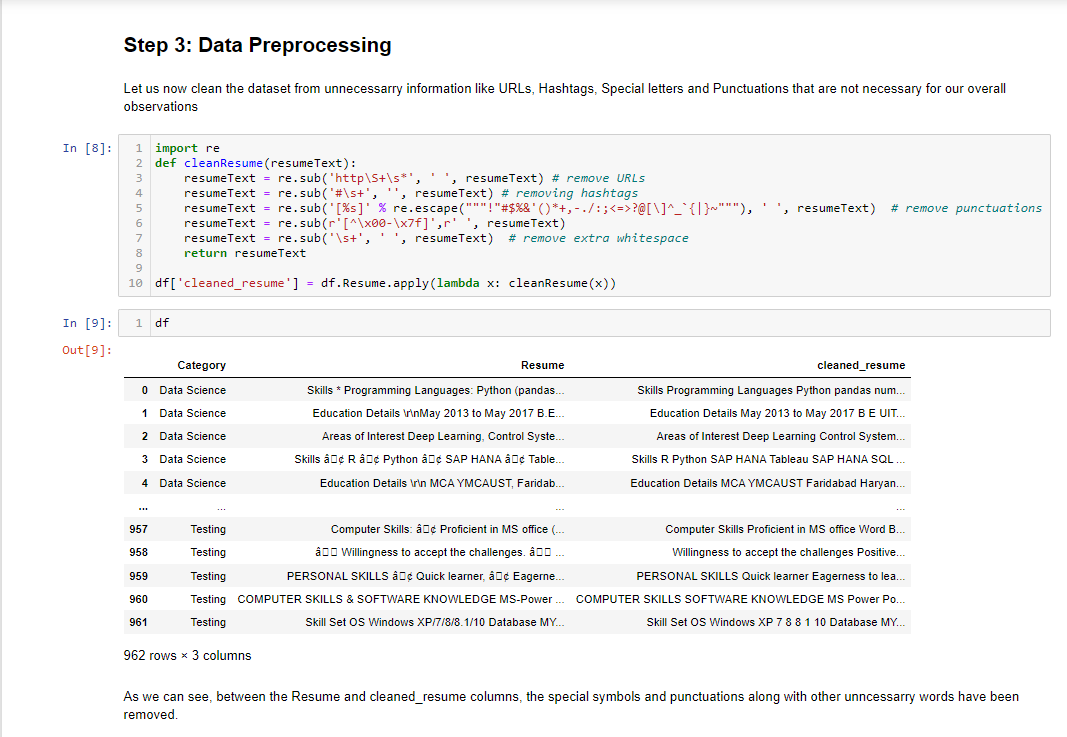 Step 3: Data Preprocessing
Let us now clean the dataset from unnecessarry information like URLs, Hashtags, Special letters and Punctuations that are not necessary for our overall
observations
In [8]:
1 import re
2 def cleanResume(resumeText):
3     resumeText = re.sub('http\S+\s*', ' ', resumeText) # remove URLs
4     resumeText = re.sub('#\s+', '', resumeText) # removing hashtags
5     resumeText = re.sub('[%s]' % re.escape("""!"#$%&'()*+,-./:;<=>?@[\]^_`{|}~"""), ' ', resumeText)  # remove punctuations
6     resumeText = re.sub(r'[^\x00-\x7f]',r' ', resumeText)
7     resumeText = re.sub('\s+', ' ', resumeText)  # remove extra whitespace
8     return resumeText
9
10 df['cleaned_resume'] = df.Resume.apply(lambda x: cleanResume(x))
In [9]:
1 df
Out[9]:
Category Resume cleaned_resume
0 Data Science Skills * Programming Languages: Python (pandas... Skills Programming Languages Python pandas num...
1 Data Science Education Details \r\nMay 2013 to May 2017 B.E... Education Details May 2013 to May 2017 B E UIT...
2 Data Science Areas of Interest Deep Learning, Control Syste... Areas of Interest Deep Learning Control System...
3 Data Science Skills â□¢ R â□¢ Python â□¢ SAP HANA â□¢ Table... Skills R Python SAP HANA Tableau SAP HANA SQL ...
4 Data Science Education Details \r\n MCA YMCAUST, Faridab... Education Details MCA YMCAUST Faridabad Haryan...
... ... ... ...
957 Testing Computer Skills: â□¢ Proficient in MS office (... Computer Skills Proficient in MS office Word B...
958 Testing â□□ Willingness to accept the challenges. â□□ ... Willingness to accept the challenges Positive...
959 Testing PERSONAL SKILLS â□¢ Quick learner, â□¢ Eagerne... PERSONAL SKILLS Quick learner Eagerness to lea...
960 Testing COMPUTER SKILLS & SOFTWARE KNOWLEDGE MS-Power ... COMPUTER SKILLS SOFTWARE KNOWLEDGE MS Power Po...
961 Testing Skill Set OS Windows XP/7/8/8.1/10 Database MY... Skill Set OS Windows XP 7 8 8 1 10 Database MY...
962 rows × 3 columns
As we can see, between the Resume and cleaned_resume columns, the special symbols and punctuations along with other unncessarry words have been
removed.